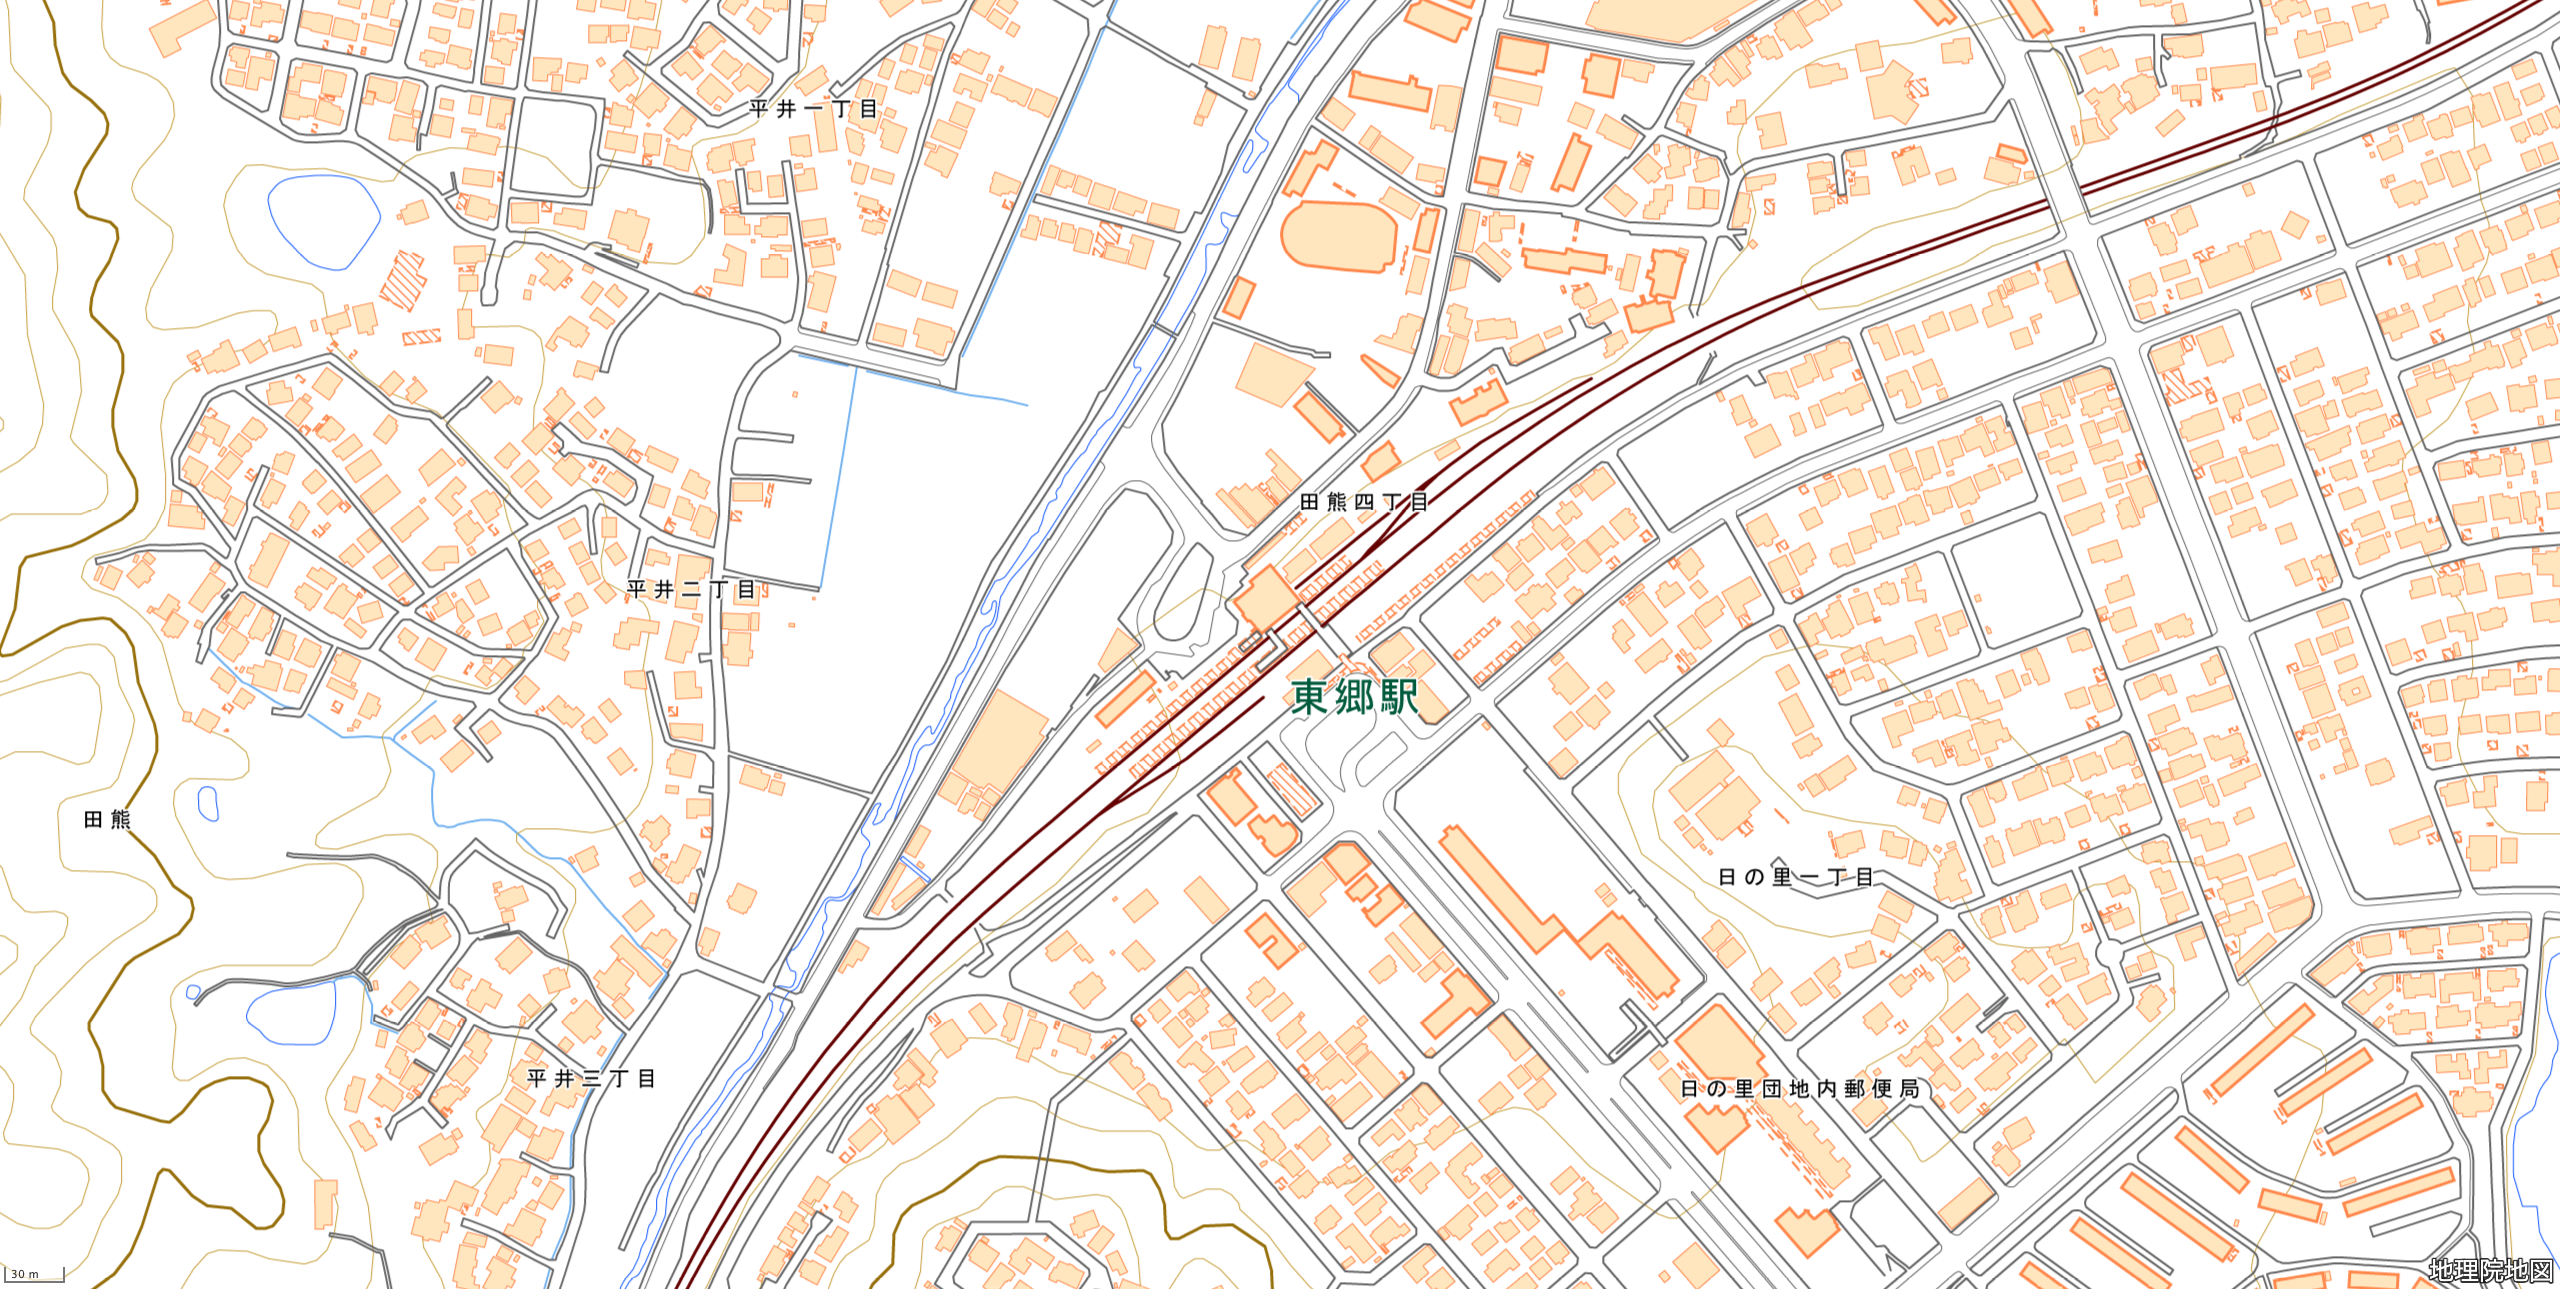 平井一丁目
田熊四丁目
平井二丁目
東郷駅
田熊
日の里一丁目
平井三丁目
日の里団地内郵便局
30 m
地理院地図